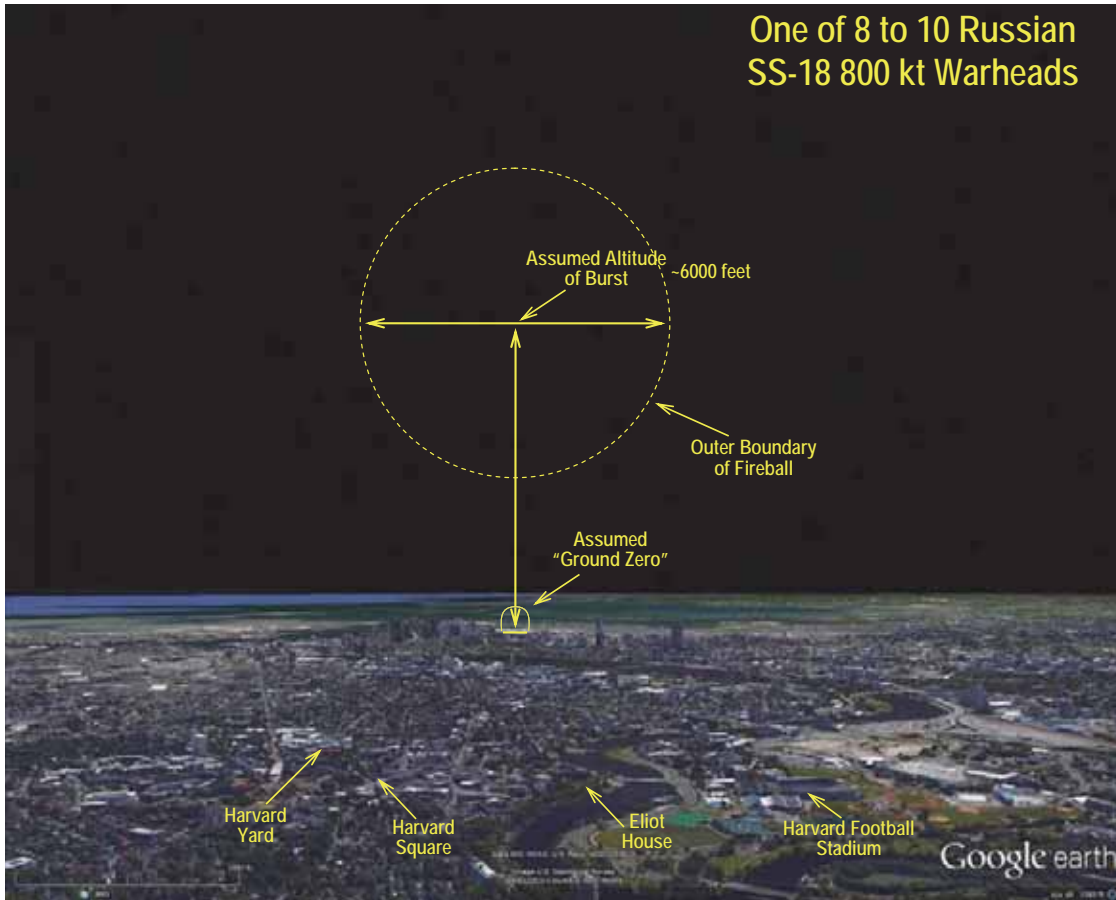 One of 8 to 10 Russian
SS-18 800 kt Warheads
Assumed Altitude
of Burst
~6000 feet
Outer Boundary
of Fireball
Assumed
“Ground Zero”
Harvard
Yard
Harvard
Square
Eliot
House
Harvard Football
Stadium
Google earth